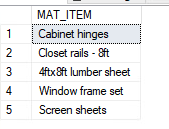 MAT_ITEM
1 Cabinet hinges
2 Closet rails - 8ft
3 4ftx8ft lumber sheet
4 Window frame set
5 Screen sheets